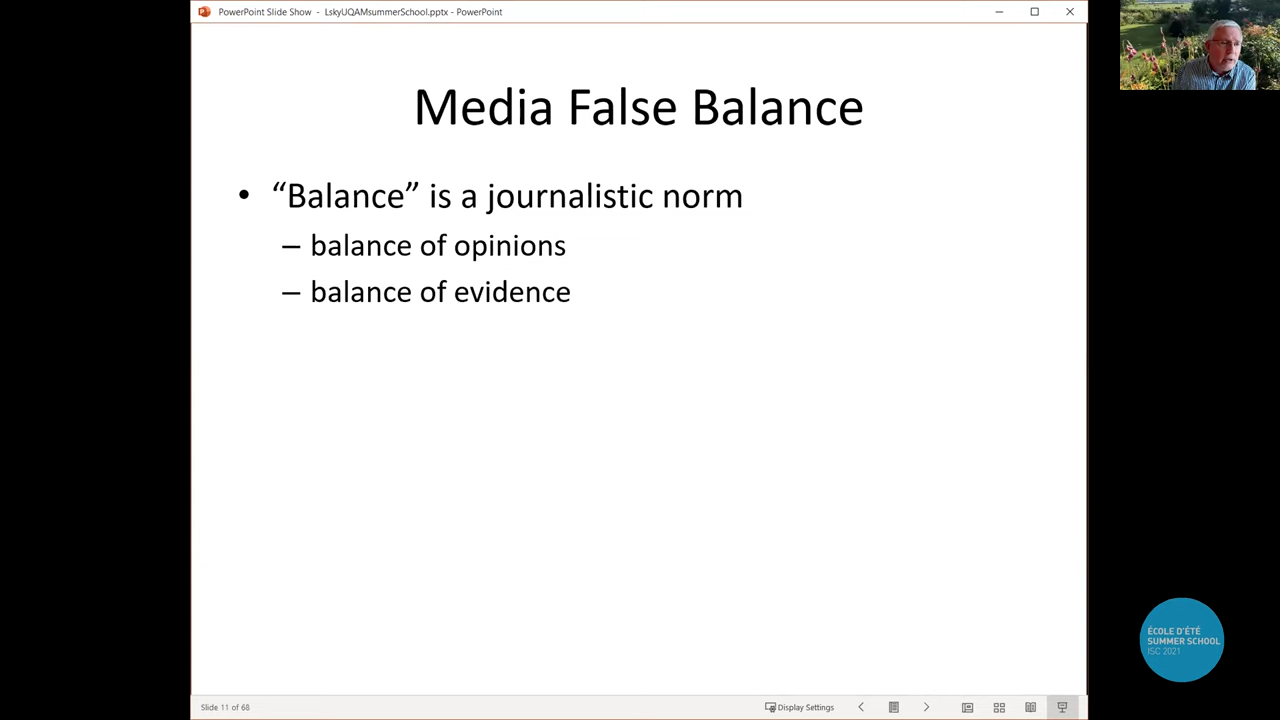 PowerPoint Slide Show - LskyUQAMsummerSchool.pptx - PowerPoint
Media False Balance
• “Balance” is a journalistic norm
– balance of opinions
– balance of evidence
ÉCOLE D'ÉTÉ
SUMMER SCHOOL
ISC 2021
Slide 11 of 68
Display Settings